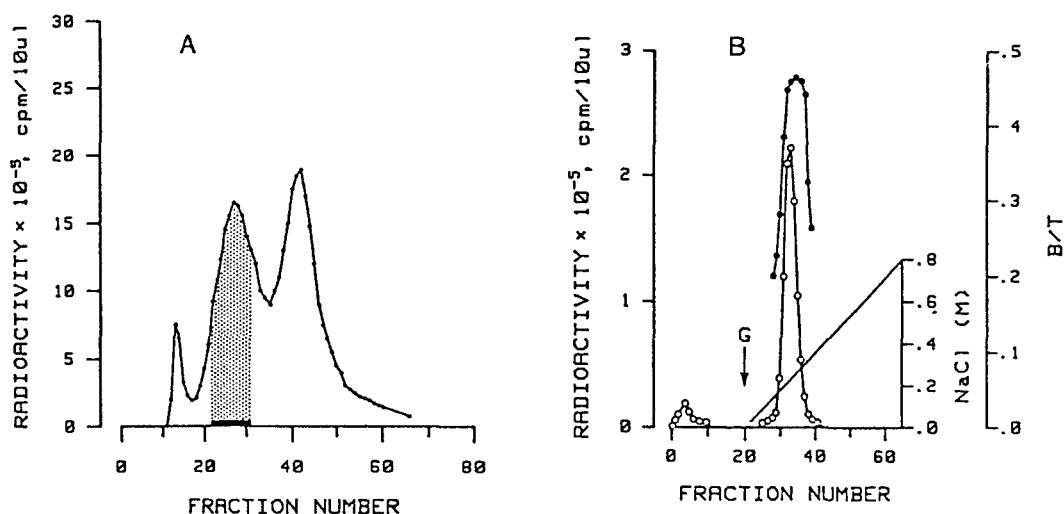 A
RADIOACTIVITY × 10⁻⁵, cpm/10ul
30
25
20
15
10
5
0
0 20 40 60 80
FRACTION NUMBER
B
RADIOACTIVITY × 10⁻⁵, cpm/10ul
3
2
1
0
G
0 20 40 60
FRACTION NUMBER
.8
.6
.4
.2
.0
NaCl (M)
.5
.4
.3
.2
.1
.0
B/T